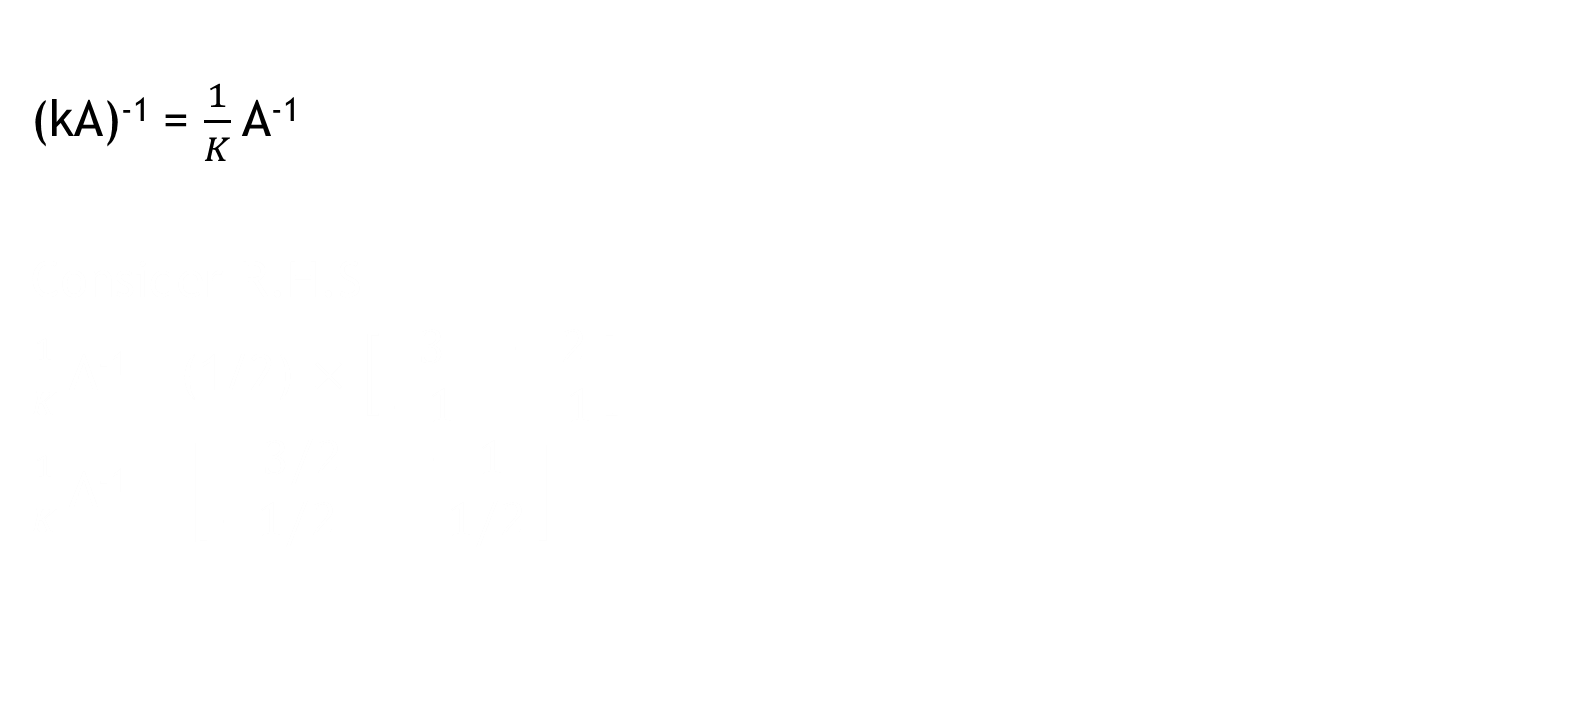 (kA)⁻¹ = 1/K A⁻¹